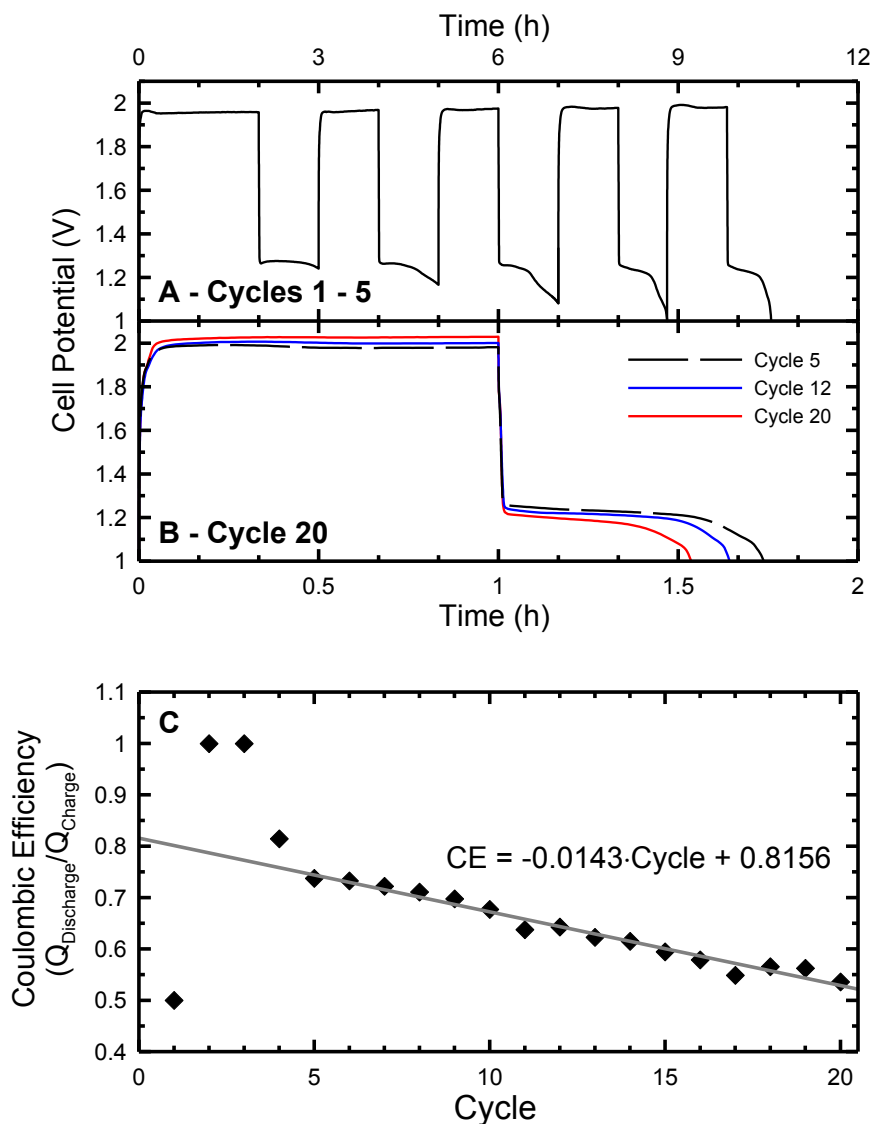 Time (h)
0 3 6 9 12
2
1.8
1.6
1.4
1.2
1
A - Cycles 1 - 5
Cell Potential (V)
2
1.8
1.6
1.4
1.2
1
Cycle 5
Cycle 12
Cycle 20
B - Cycle 20
0 0.5 1 1.5 2
Time (h)
C
1.1
1
0.9
0.8
0.7
0.6
0.5
0.4
Coulombic Efficiency
(Q_Discharge/Q_Charge)
CE = -0.0143·Cycle + 0.8156
0 5 10 15 20
Cycle